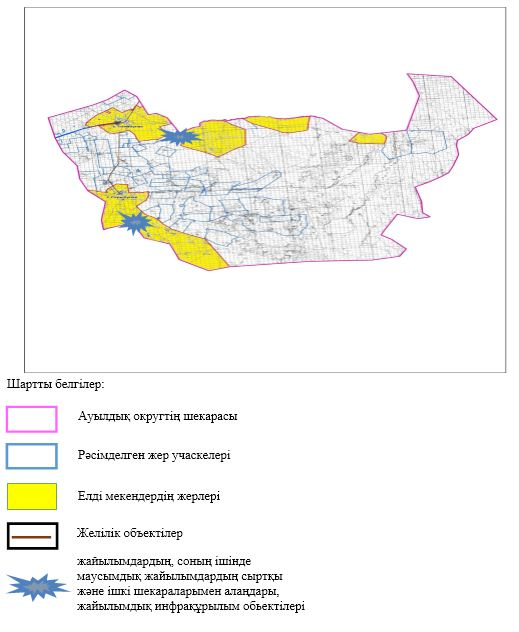 Шартты белгілер:
Ауылдық округтің шекарасы
Рәсімделген жер учаскелері
Елді мекендердің жерлері
Желілік объектілер
жайылымдардың, соның ішінде
маусымдық жайылымдардың сыртқы
және ішкі шекараларымен алаңдары,
жайылымдық инфрақұрылым объектілері